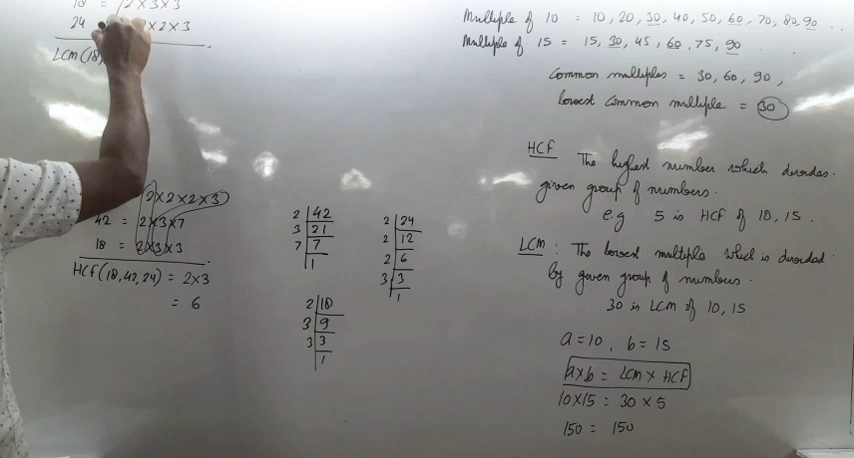 18 = 2×3×3
24 ×2×3
LCM(18,
2×2×2×3
42 = 2×3×7
18 = 2×3×3
HCF(18,42,24) = 2×3
= 6
2 | 42
3 | 21
7 | 7
1
2 | 24
2 | 12
2 | 6
3 | 3
1
2 | 18
3 | 9
3 | 3
1
Multiple of 10 = 10, 20, 30, 40, 50, 60, 70, 80, 90 ...
Multiple of 15 = 15, 30, 45, 60, 75, 90 . .
Common multiples = 30, 60, 90,
lowest common multiple = 30
HCF The highest number which divides
given group of numbers.
e.g 5 is HCF of 10, 15.
LCM : The lowest multiple which is divided
by given group of numbers
30 is LCM of 10, 15
a=10, b=15
a×b = LCM × HCF
10×15 = 30 × 5
150 = 150